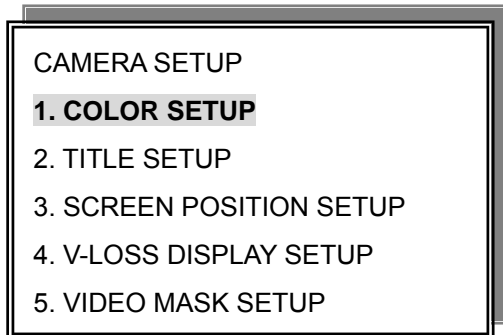 CAMERA SETUP
1. COLOR SETUP
2. TITLE SETUP
3. SCREEN POSITION SETUP
4. V-LOSS DISPLAY SETUP
5. VIDEO MASK SETUP